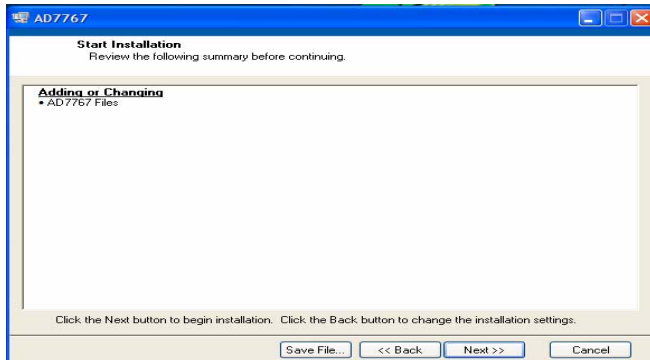 AD7767
Start Installation
Review the following summary before continuing.
Adding or Changing
• AD7767 Files
Click the Next button to begin installation. Click the Back button to change the installation settings.
Save File... << Back Next >> Cancel